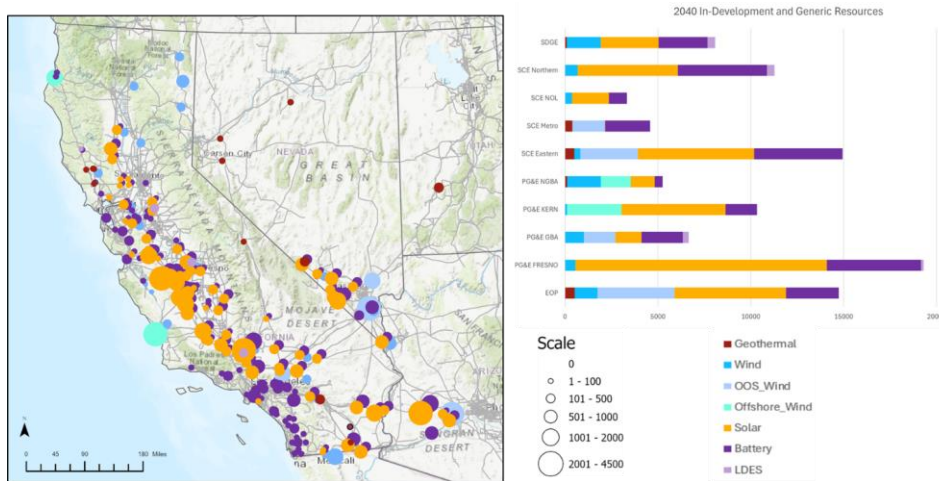 2040 In-Development and Generic Resources
SDGE
SCE Northern
SCE NOL
SCE Metro
SCE Eastern
PG&E NGBA
PG&E KERN
PG&E GBA
PG&E FRESNO
EOP
0
5000
10000
15000
Scale
0
1 - 100
101 - 500
501 - 1000
1001 - 2000
2001 - 4500
Geothermal
Wind
OOS_Wind
Offshore_Wind
Solar
Battery
LDES
Carson City
NEVADA
GREAT
BASIN
UTAH
SIERRA NEVADA
MOJAVE
DESERT
Los Padres
National
DESERT
0 45 90 180 Miles